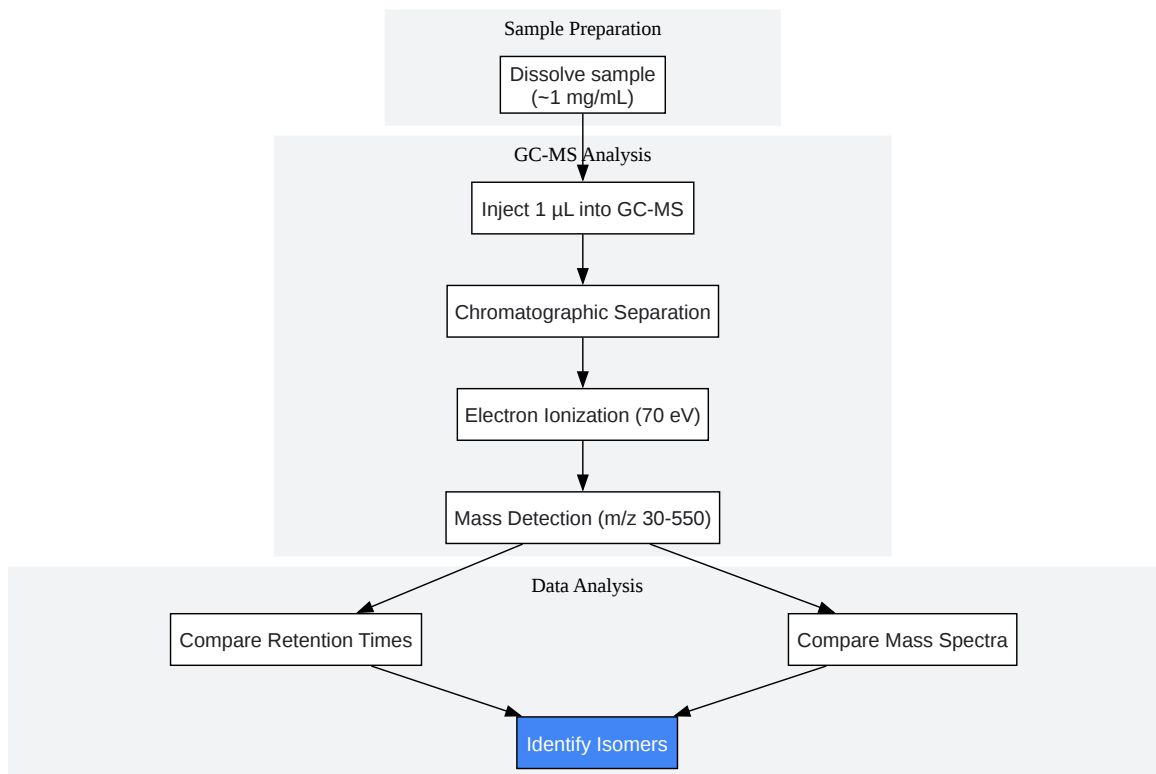 Sample Preparation
Dissolve sample
(~1 mg/mL)
GC-MS Analysis
Inject 1 µL into GC-MS
Chromatographic Separation
Electron Ionization (70 eV)
Mass Detection (m/z 30-550)
Data Analysis
Compare Retention Times
Compare Mass Spectra
Identify Isomers